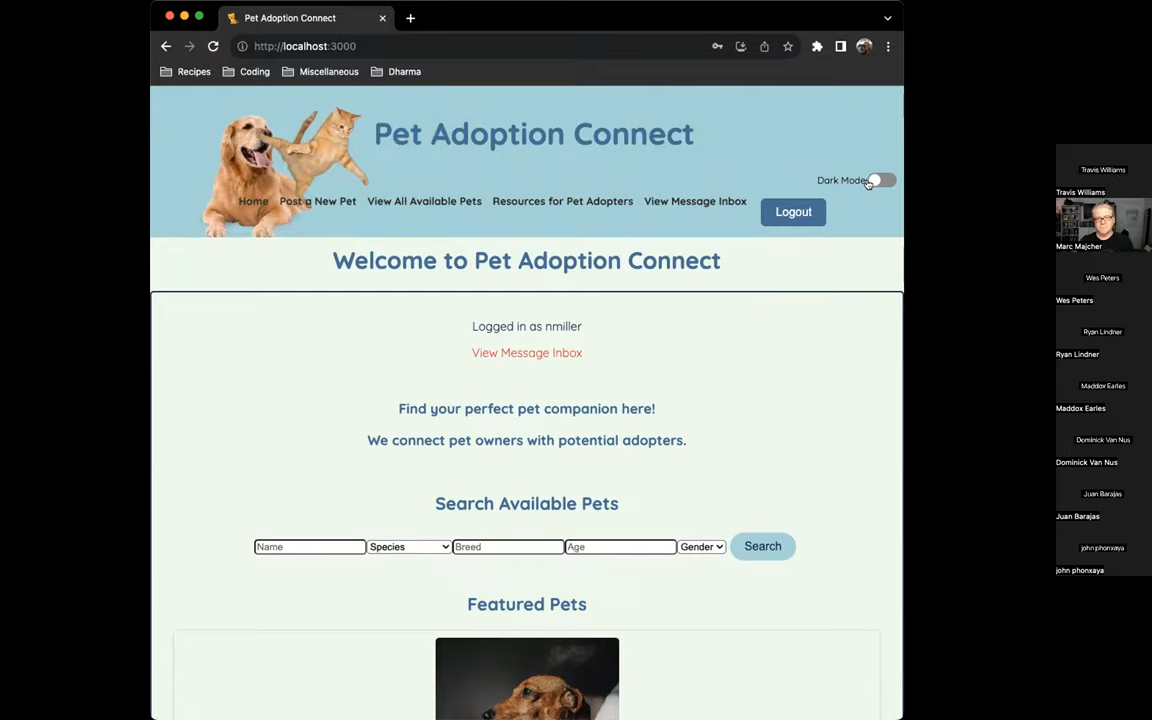 Pet Adoption Connect
http://localhost:3000
Recipes Coding Miscellaneous Dharma
Pet Adoption Connect
Dark Mode
Home Post a New Pet View All Available Pets Resources for Pet Adopters View Message Inbox Logout
Welcome to Pet Adoption Connect
Logged in as nmiller
View Message Inbox
Find your perfect pet companion here!
We connect pet owners with potential adopters.
Search Available Pets
Name Species Breed Age Gender Search
Featured Pets
Travis Williams
Travis Williams
Marc Majcher
Wes Peters
Wes Peters
Ryan Lindner
Ryan Lindner
Maddox Earles
Maddox Earles
Dominick Van Nus
Dominick Van Nus
Juan Barajas
Juan Barajas
john phonxaya
john phonxaya